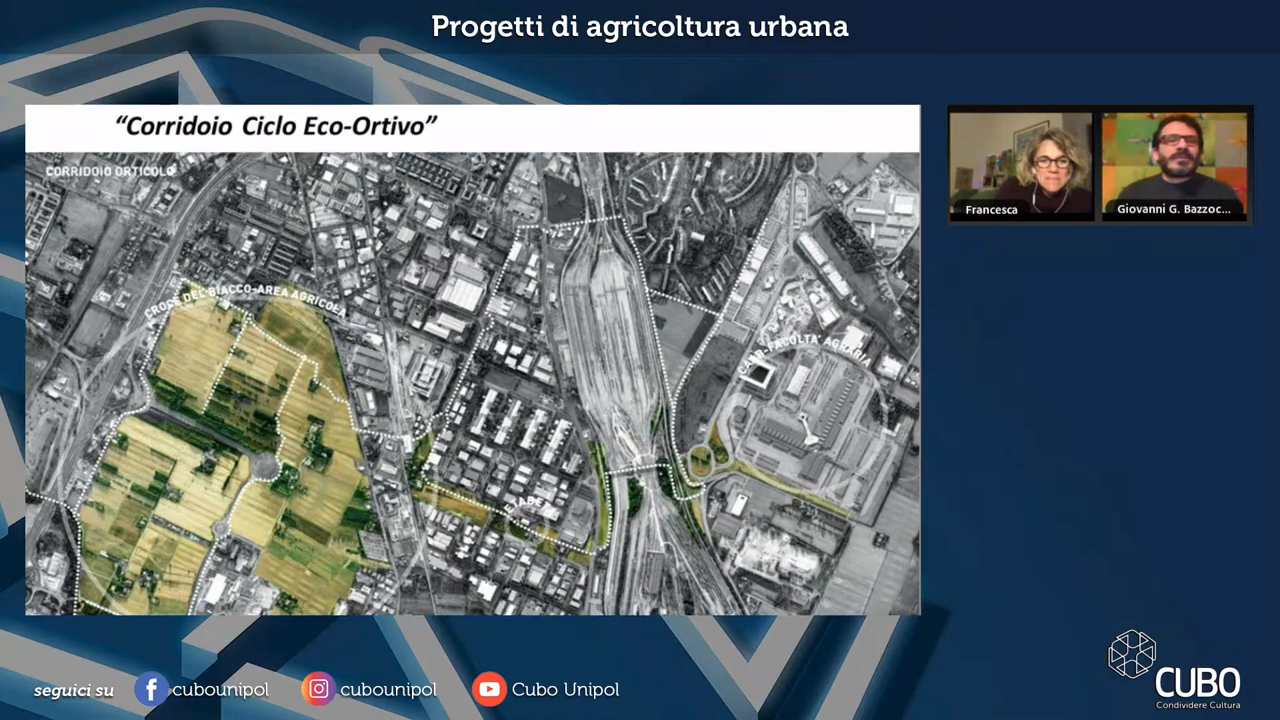 Progetti di agricoltura urbana
“Corridoio Ciclo Eco-Ortivo”
CORRIDOIO ORTICOLO
CROCE DEL BIACCO-AREA AGRICOLA
FACOLTA' AGRARIA
Francesca
Giovanni G. Bazzoc...
seguici su
cubounipol
cubounipol
Cubo Unipol
CUBO
Condividere Cultura